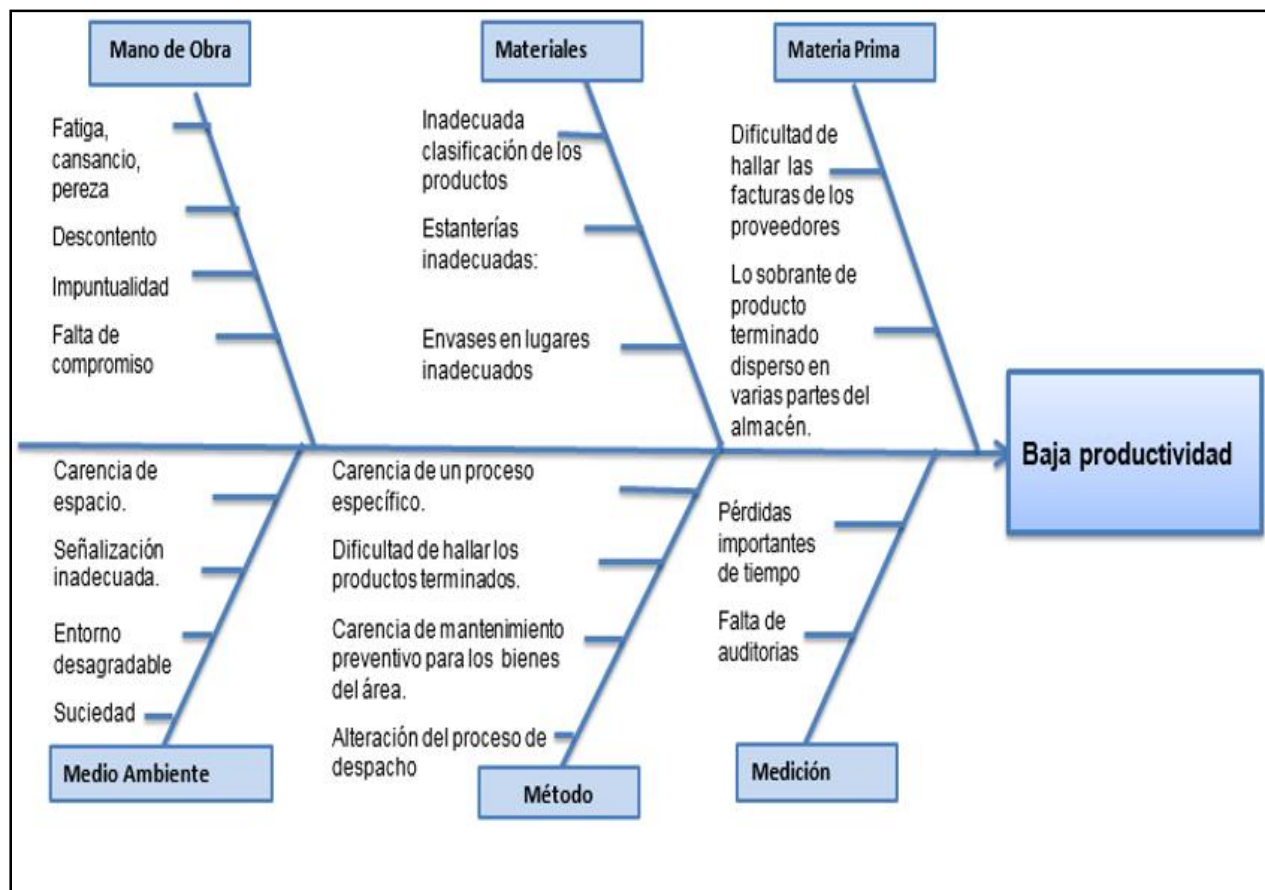 Mano de Obra
Fatiga,
cansancio,
pereza
Descontento
Impuntualidad
Falta de
compromiso
Materiales
Inadecuada
clasificación de los
productos
Estanterías
inadecuadas:
Envases en lugares
inadecuados
Materia Prima
Dificultad de
hallar las
facturas de los
proveedores
Lo sobrante de
producto
terminado
disperso en
varias partes del
almacén.
Baja productividad
Carencia de
espacio.
Señalización
inadecuada.
Entorno
desagradable
Suciedad
Medio Ambiente
Carencia de un proceso
específico.
Dificultad de hallar los
productos terminados.
Carencia de mantenimiento
preventivo para los bienes
del área.
Alteración del proceso de
despacho
Método
Pérdidas
importantes
de tiempo
Falta de
auditorias
Medición